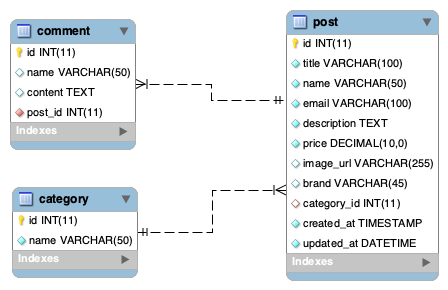 comment
id INT(11)
name VARCHAR(50)
content TEXT
post_id INT(11)
Indexes
category
id INT(11)
name VARCHAR(50)
Indexes
post
id INT(11)
title VARCHAR(100)
name VARCHAR(50)
email VARCHAR(100)
description TEXT
price DECIMAL(10,0)
image_url VARCHAR(255)
brand VARCHAR(45)
category_id INT(11)
created_at TIMESTAMP
updated_at DATETIME
Indexes